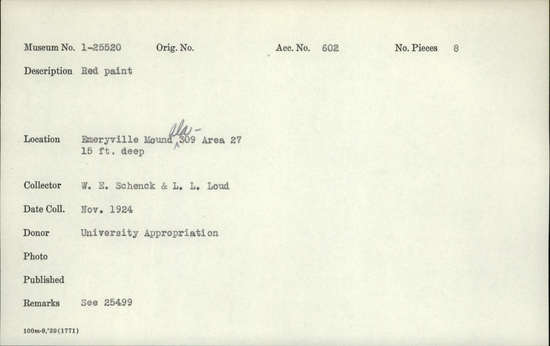 Museum No. 1-25520 Orig. No. Acc. No. 602 No. Pieces 8
Description Red paint
Location Emeryville Mound Ala-309 Area 27
15 ft. deep
Collector W. E. Schenck & L. L. Loud
Date Coll. Nov. 1924
Donor University Appropriation
Photo
Published
Remarks See 25499
100m-9,'39(1771)